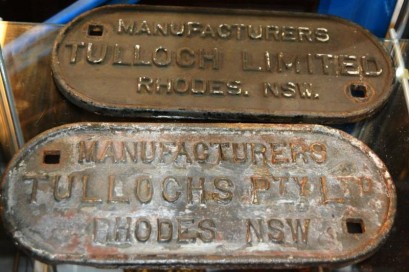 MANUFACTURERS
TULLOCH LIMITED
RHODES. NSW.
MANUFACTURERS
TULLOCHS PTY LTD
RHODES NSW